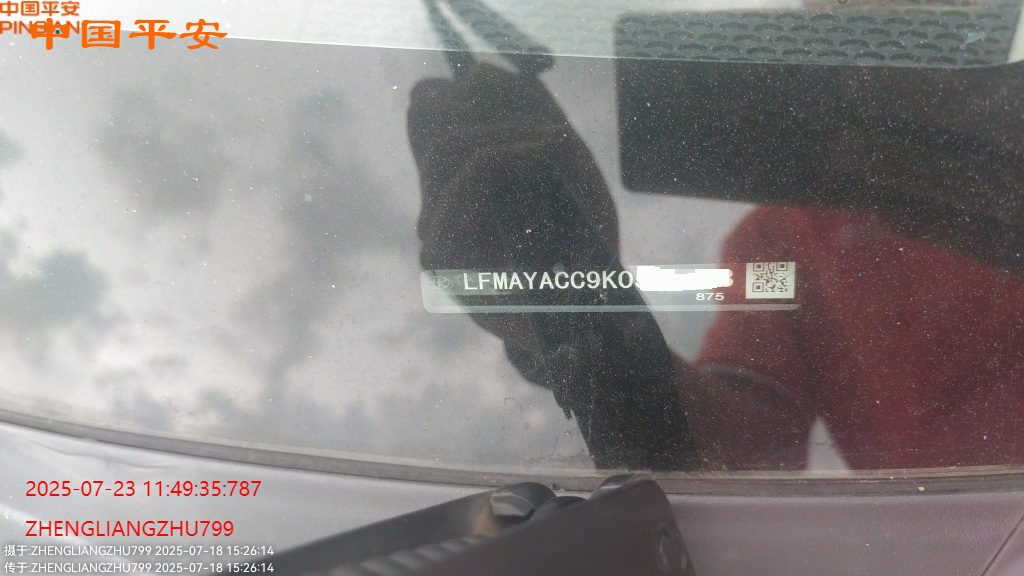 中国平安
PINGAN
中国平安
LFMAYACC9K0
875
2025-07-23 11:49:35:787
ZHENGLIANGZHU799
摄于:ZHENGLIANGZHU799 2025-07-18 15:26:14
传于:ZHENGLIANGZHU799 2025-07-18 15:26:14